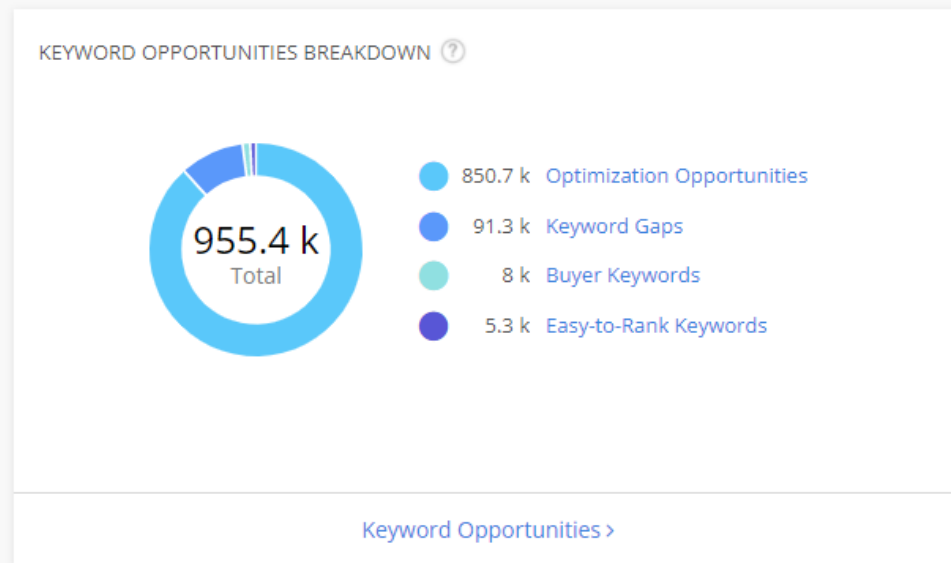 KEYWORD OPPORTUNITIES BREAKDOWN ?
955.4 k
Total
850.7 k Optimization Opportunities
91.3 k Keyword Gaps
8 k Buyer Keywords
5.3 k Easy-to-Rank Keywords
Keyword Opportunities ›